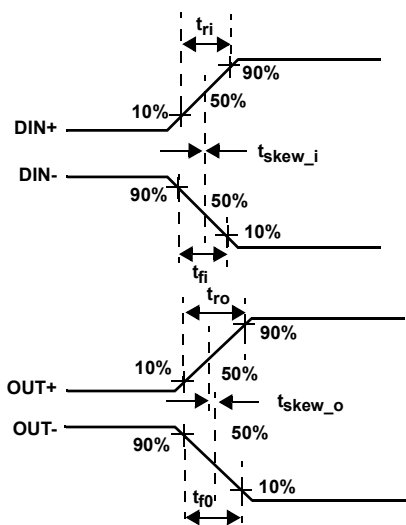 tri
90%
10%
50%
DIN+
tskew_i
DIN-
90%
50%
10%
tfi
tro
90%
10%
50%
OUT+
tskew_o
OUT-
90%
50%
10%
tf0